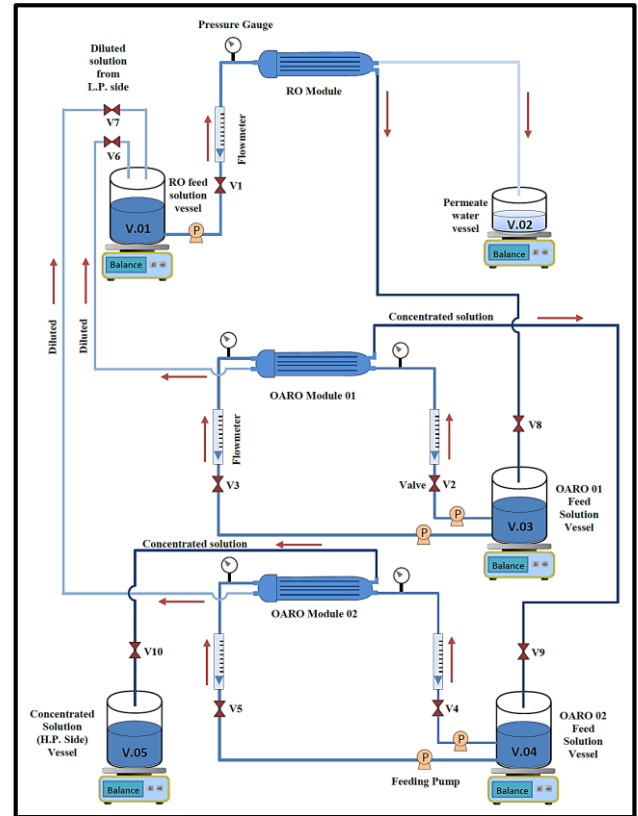 Pressure Gauge
Diluted
solution
from
L.P. side
V7
V6
Flowmeter
V1
RO feed
solution
vessel
V.01
P
Balance
RO Module
Permeate
water
vessel
V.02
Balance
Concentrated solution
Diluted
Diluted
OARO Module 01
Flowmeter
V3
Valve
V2
V8
P
P
OARO 01
Feed
Solution
Vessel
V.03
Balance
Concentrated solution
OARO Module 02
V10
V9
V5
V4
Concentrated
Solution
(H.P. Side)
Vessel
V.05
Balance
P
P
Feeding Pump
OARO 02
Feed
Solution
Vessel
V.04
Balance